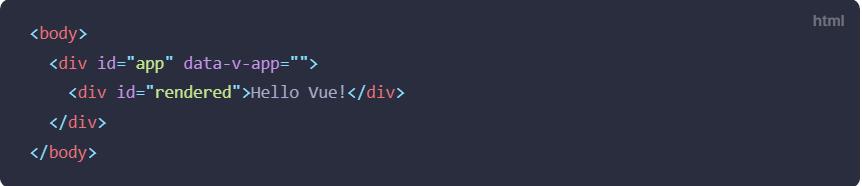 html
<body>
  <div id="app" data-v-app="">
    <div id="rendered">Hello Vue!</div>
  </div>
</body>